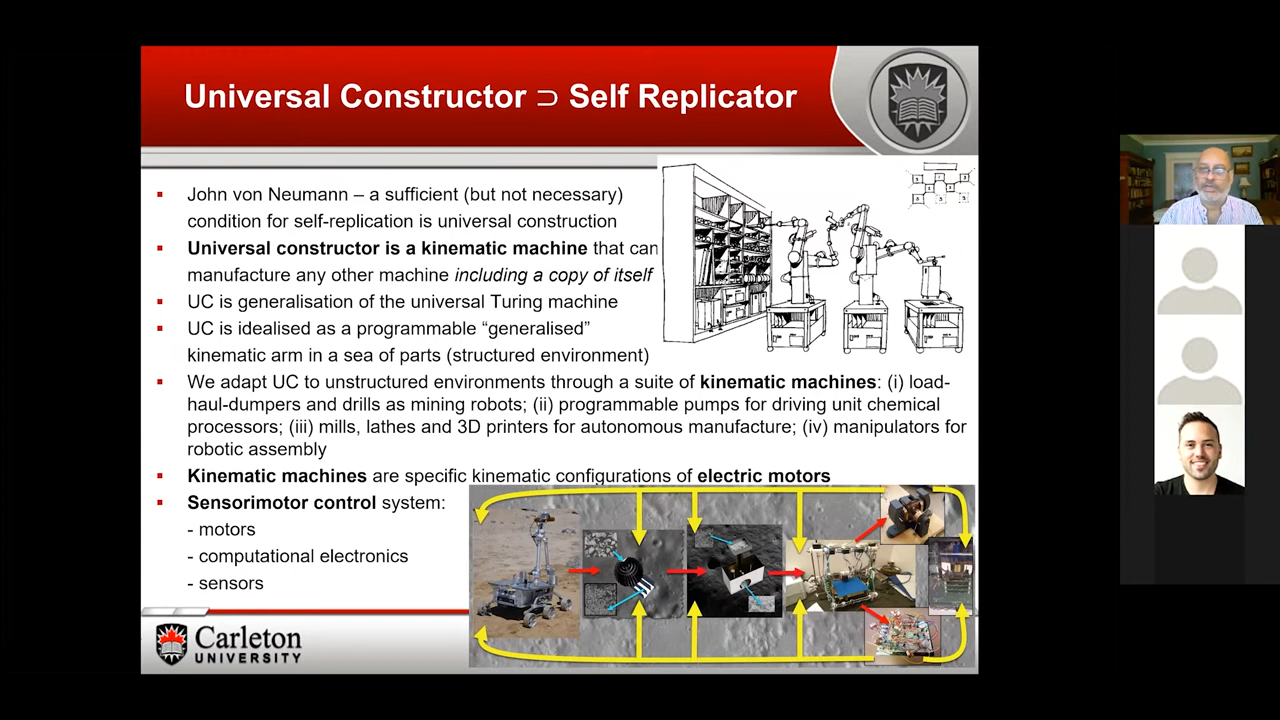 Universal Constructor ⊃ Self Replicator
John von Neumann – a sufficient (but not necessary)
condition for self-replication is universal construction
Universal constructor is a kinematic machine that can
manufacture any other machine including a copy of itself
UC is generalisation of the universal Turing machine
UC is idealised as a programmable “generalised”
kinematic arm in a sea of parts (structured environment)
We adapt UC to unstructured environments through a suite of kinematic machines: (i) load-
haul-dumpers and drills as mining robots; (ii) programmable pumps for driving unit chemical
processors; (iii) mills, lathes and 3D printers for autonomous manufacture; (iv) manipulators for
robotic assembly
Kinematic machines are specific kinematic configurations of electric motors
Sensorimotor control system:
- motors
- computational electronics
- sensors
Carleton
UNIVERSITY